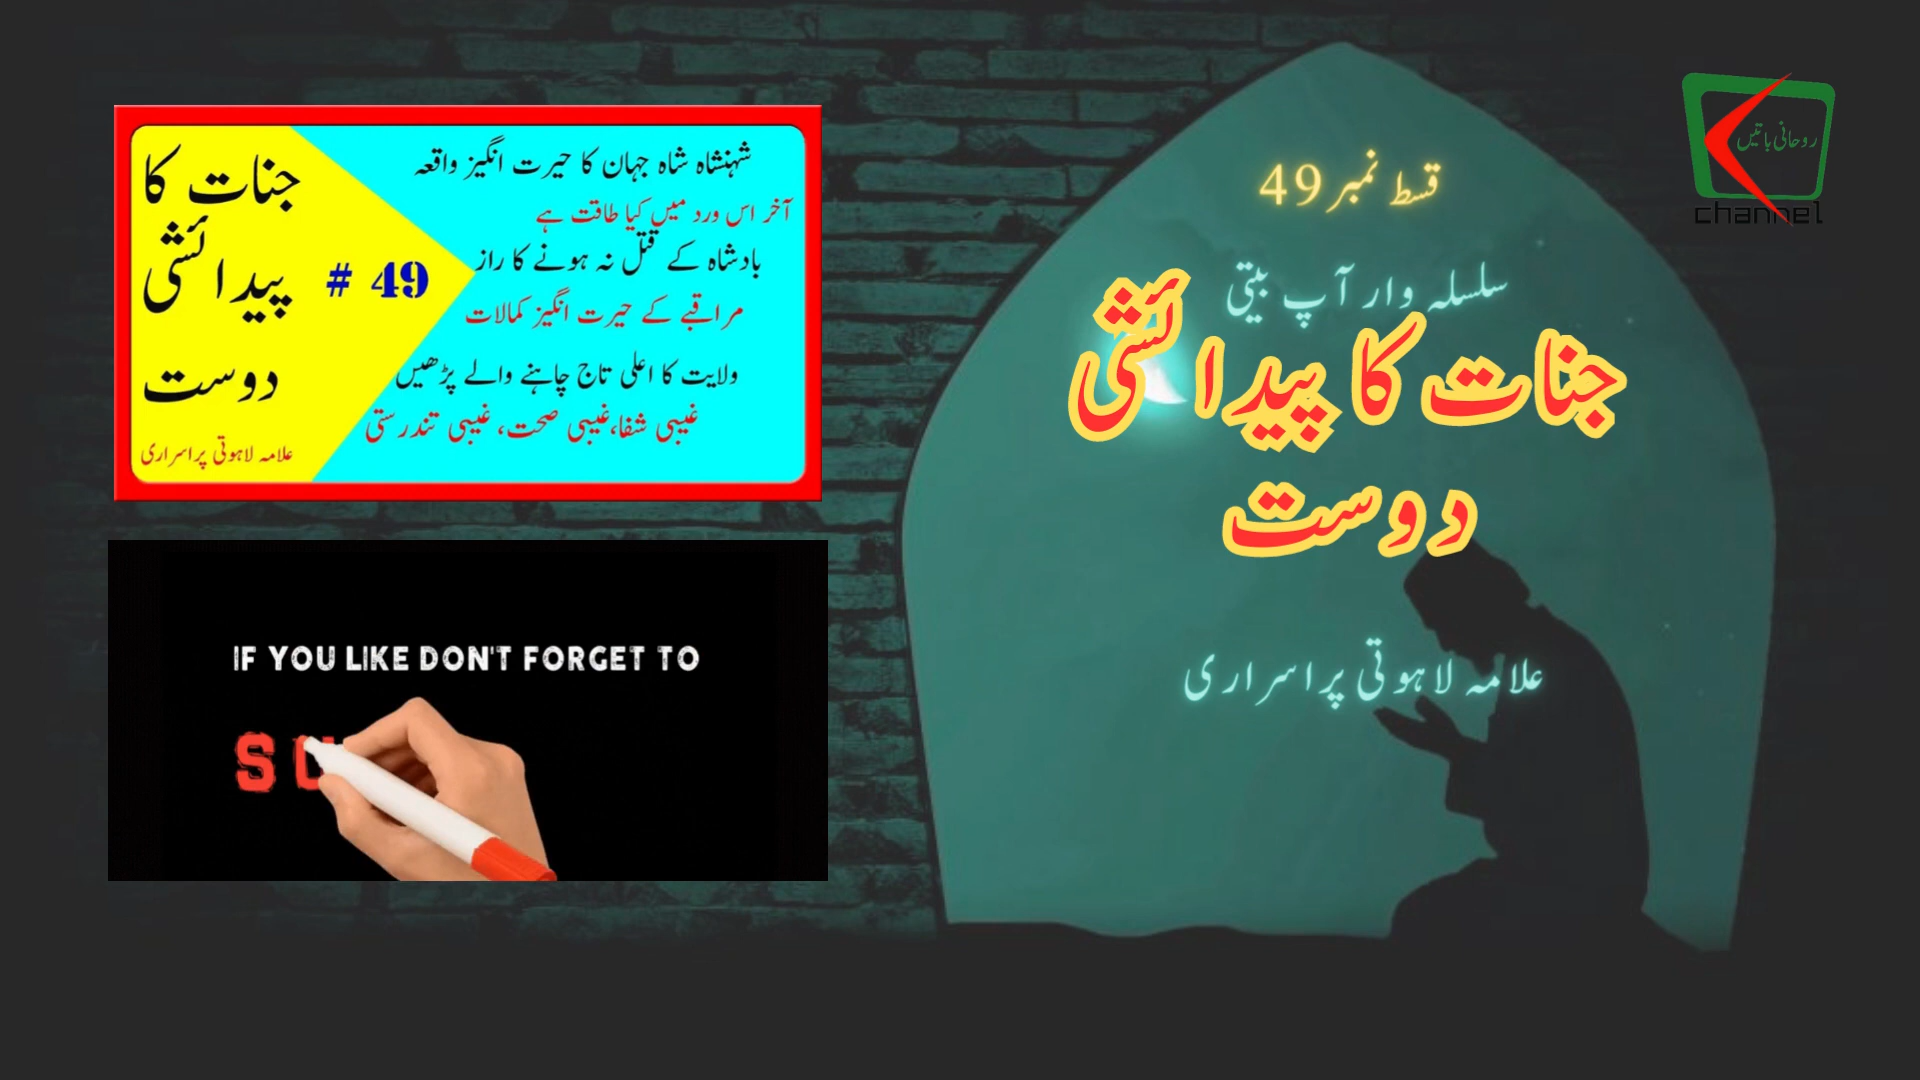 جنات کا
پیدائشی
دوست
# 49
علامہ لاہوتی پراسراری
شہنشاہ شاہ جہان کا حیرت انگیز واقعہ
آخر اس ورد میں کیا طاقت ہے
بادشاہ کے قتل نہ ہونے کا راز
مراقبے کے حیرت انگیز کمالات
ولایت کا اعلی تاج چاہنے والے پڑھیں
غیبی شفا،غیبی صحت، غیبی تندرستی
IF YOU LIKE DON'T FORGET TO
SU
روحانی باتیں
channel
قسط نمبر 49
سلسلہ وار آپ بیتی
جنات کا پیدائشی
دوست
علامہ لاہوتی پراسراری